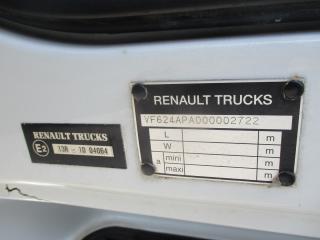 RENAULT TRUCKS
VF624APA000002722
L m
W m
a mini m
maxi m
RENAULT TRUCKS
E2 13R - 10 04064